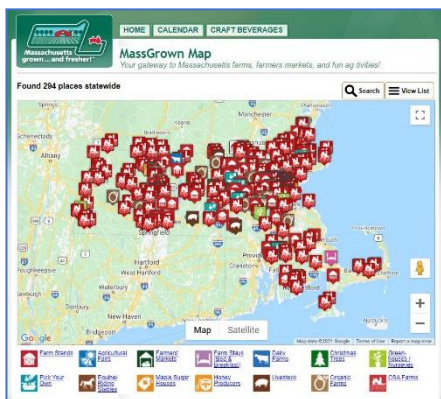 HOME CALENDAR CRAFT BEVERAGES
Massachusetts
grown...and fresher!
MassGrown Map
Your gateway to Massachusetts farms, farmers markets, and fun ag tivities!
Found 294 places statewide
Search View List
Manchester
Schenectady
Albany
Springfield
Hartford
West Hartford
Cranston
Poughkeepsie
Waterbury
Danbury
New Haven
Bridgeport
Map Satellite
Google
Map data ©2021 Google Terms of Use Report a map error
Farm Stands Agricultural Fairs Farmers' Markets Farm Stays (Bed & Breakfast) Dairy Farms Christmas Trees Green-houses / Nurseries
Pick Your Own Equine/ Riding Stables Maple Sugar Houses Honey Producers Livestock Organic Farms CSA Farms